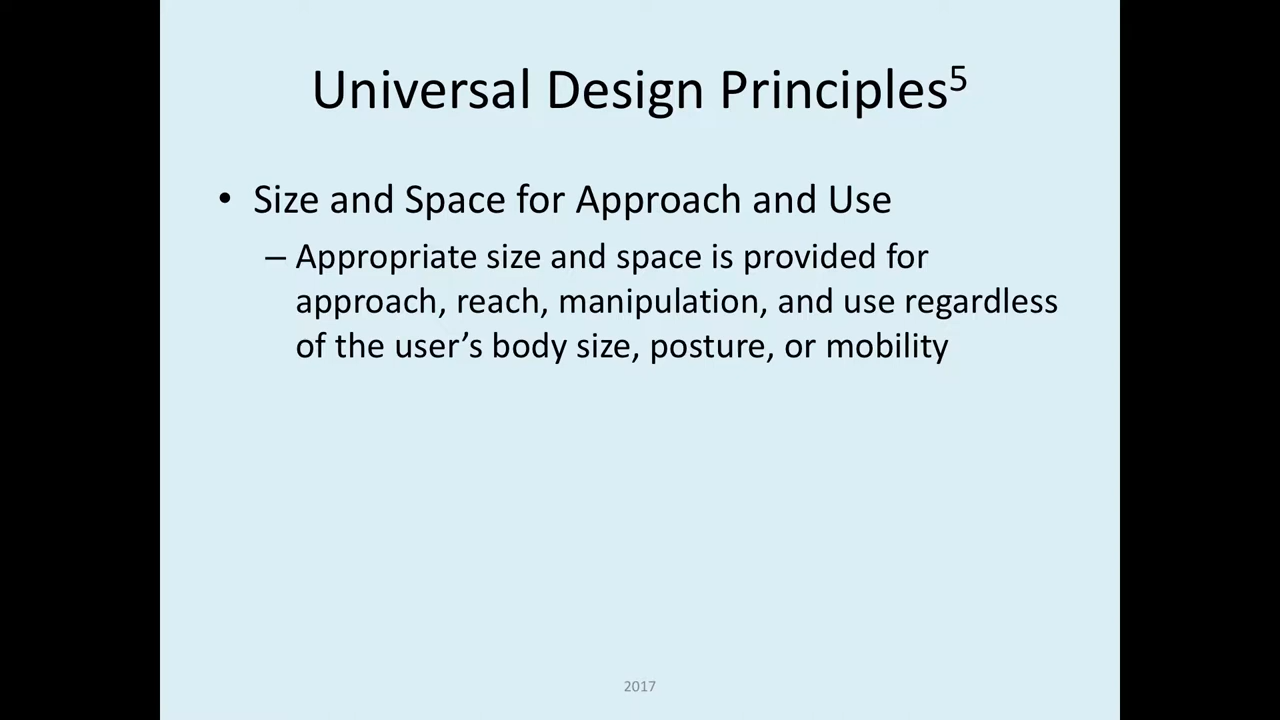 Universal Design Principles⁵
• Size and Space for Approach and Use
– Appropriate size and space is provided for
approach, reach, manipulation, and use regardless
of the user’s body size, posture, or mobility
2017